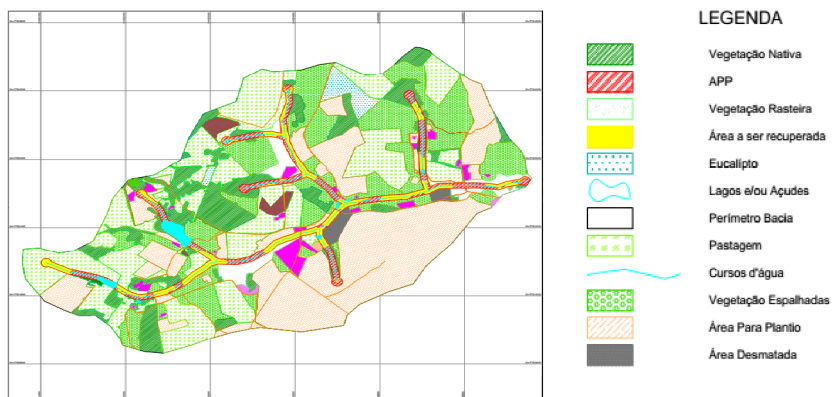 LEGENDA
Vegetação Nativa
APP
Vegetação Rasteira
Área a ser recuperada
Eucalipto
Lagos e/ou Açudes
Perímetro Bacia
Pastagem
Cursos d'água
Vegetação Espalhadas
Área Para Plantio
Área Desmatada